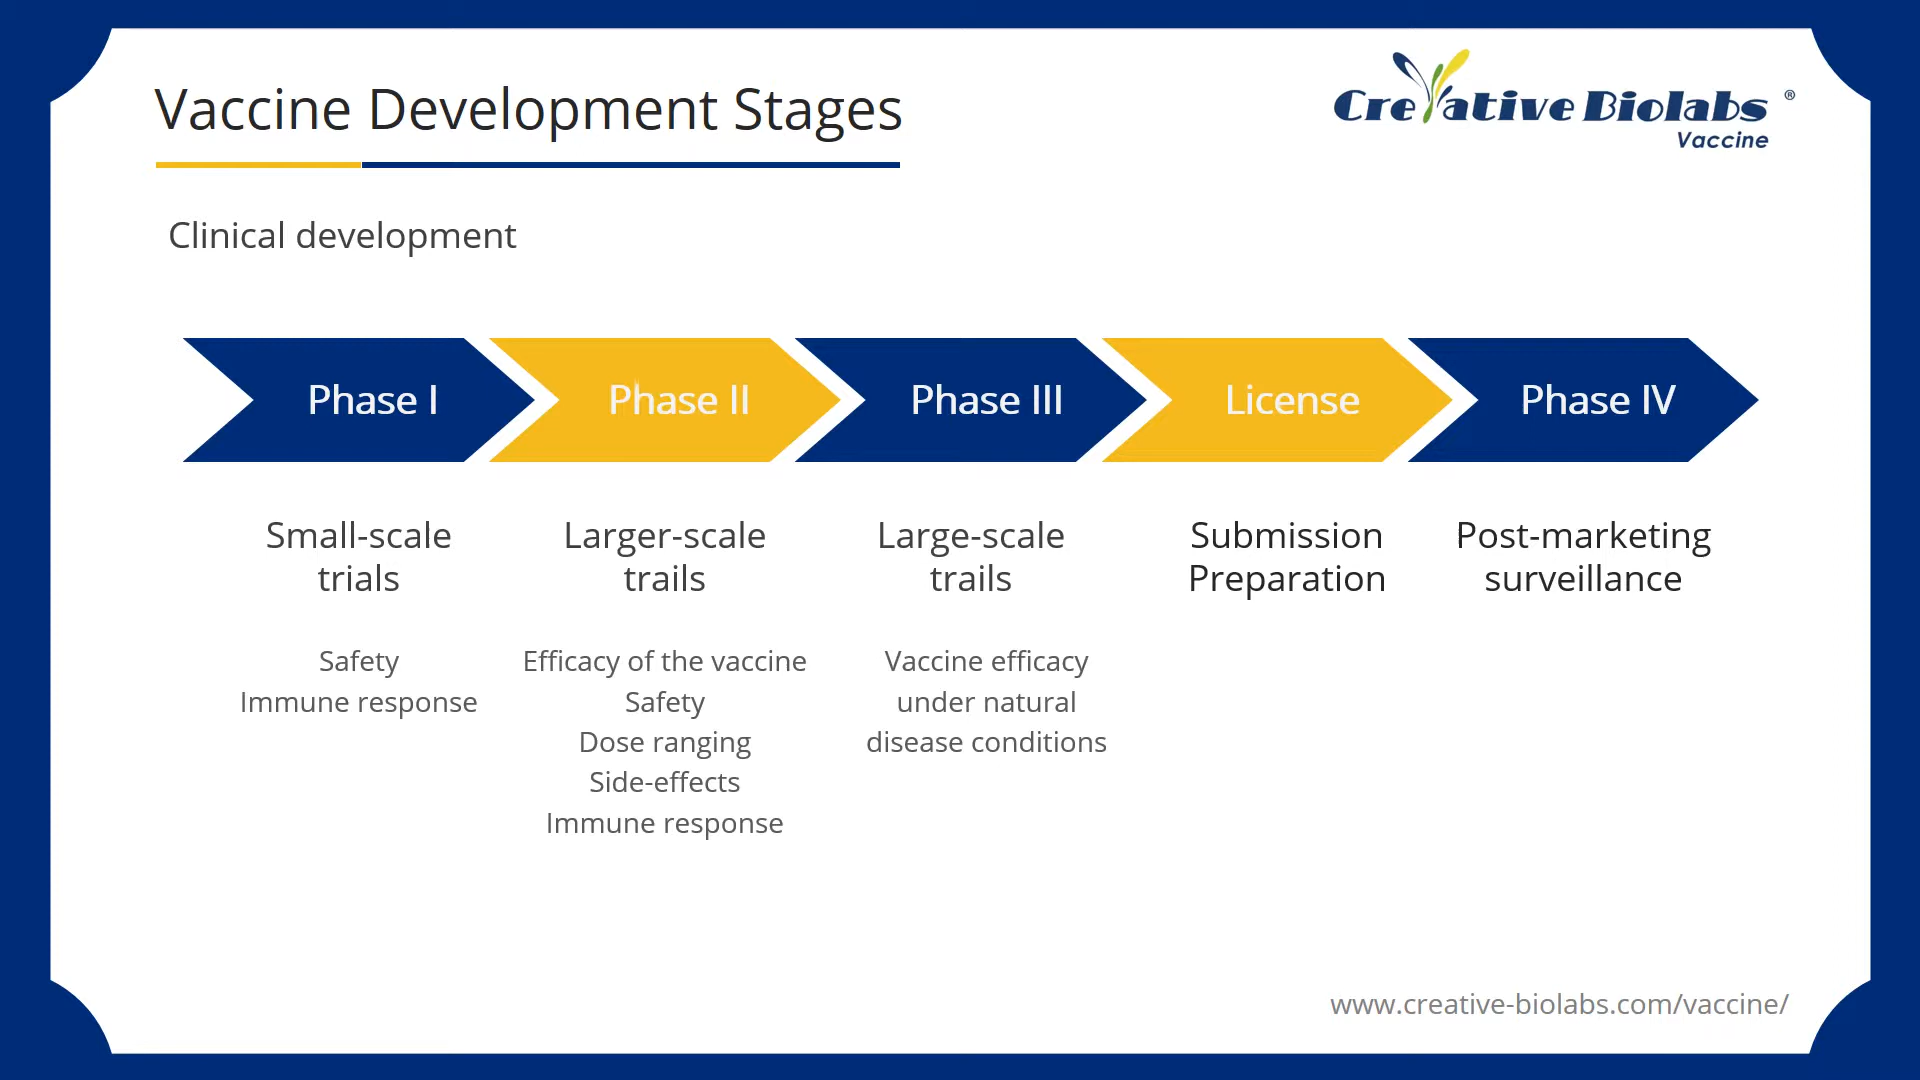 Vaccine Development Stages
Creative Biolabs ®
Vaccine
Clinical development
Phase I
Phase II
Phase III
License
Phase IV
Small-scale
trials
Larger-scale
trails
Large-scale
trails
Submission
Preparation
Post-marketing
surveillance
Safety
Immune response
Efficacy of the vaccine
Safety
Dose ranging
Side-effects
Immune response
Vaccine efficacy
under natural
disease conditions
www.creative-biolabs.com/vaccine/